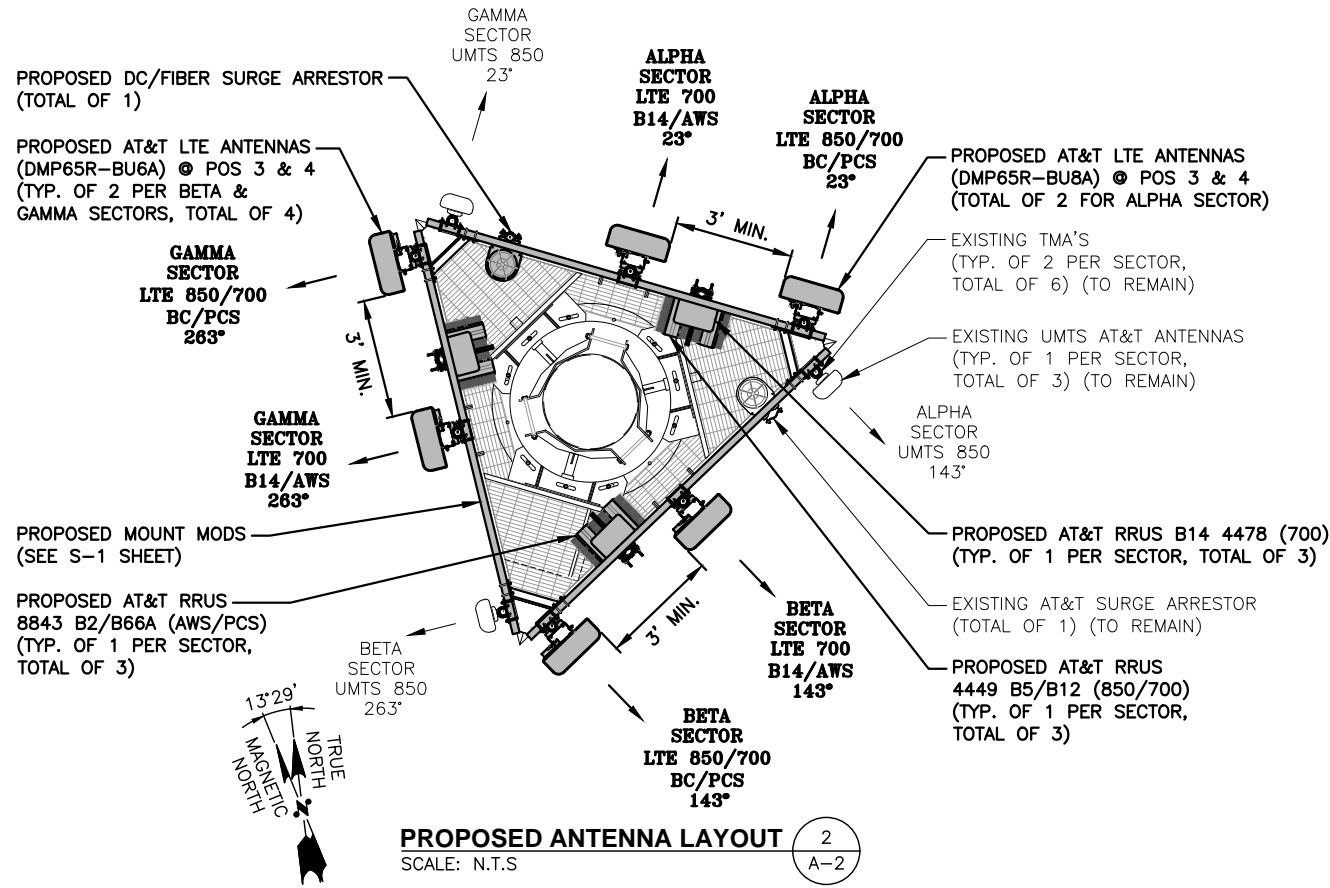 GAMMA
SECTOR
UMTS 850
23°
ALPHA
SECTOR
LTE 700
B14/AWS
23°
ALPHA
SECTOR
LTE 850/700
BC/PCS
23°
PROPOSED DC/FIBER SURGE ARRESTOR
(TOTAL OF 1)
PROPOSED AT&T LTE ANTENNAS
(DMP65R-BU6A) @ POS 3 & 4
(TYP. OF 2 PER BETA &
GAMMA SECTORS, TOTAL OF 4)
3' MIN.
PROPOSED AT&T LTE ANTENNAS
(DMP65R-BU8A) @ POS 3 & 4
(TOTAL OF 2 FOR ALPHA SECTOR)
GAMMA
SECTOR
LTE 850/700
BC/PCS
263°
EXISTING TMA'S
(TYP. OF 2 PER SECTOR,
TOTAL OF 6) (TO REMAIN)
3' MIN.
EXISTING UMTS AT&T ANTENNAS
(TYP. OF 1 PER SECTOR,
TOTAL OF 3) (TO REMAIN)
GAMMA
SECTOR
LTE 700
B14/AWS
263°
ALPHA
SECTOR
UMTS 850
143°
PROPOSED MOUNT MODS
(SEE S-1 SHEET)
PROPOSED AT&T RRUS B14 4478 (700)
(TYP. OF 1 PER SECTOR, TOTAL OF 3)
PROPOSED AT&T RRUS
8843 B2/B66A (AWS/PCS)
(TYP. OF 1 PER SECTOR,
TOTAL OF 3)
EXISTING AT&T SURGE ARRESTOR
(TOTAL OF 1) (TO REMAIN)
3' MIN.
BETA
SECTOR
UMTS 850
263°
BETA
SECTOR
LTE 700
B14/AWS
143°
PROPOSED AT&T RRUS
4449 B5/B12 (850/700)
(TYP. OF 1 PER SECTOR,
TOTAL OF 3)
BETA
SECTOR
LTE 850/700
BC/PCS
143°
13°29'
TRUE
NORTH
MAGNETIC
NORTH
N
PROPOSED ANTENNA LAYOUT
SCALE: N.T.S
2
A-2